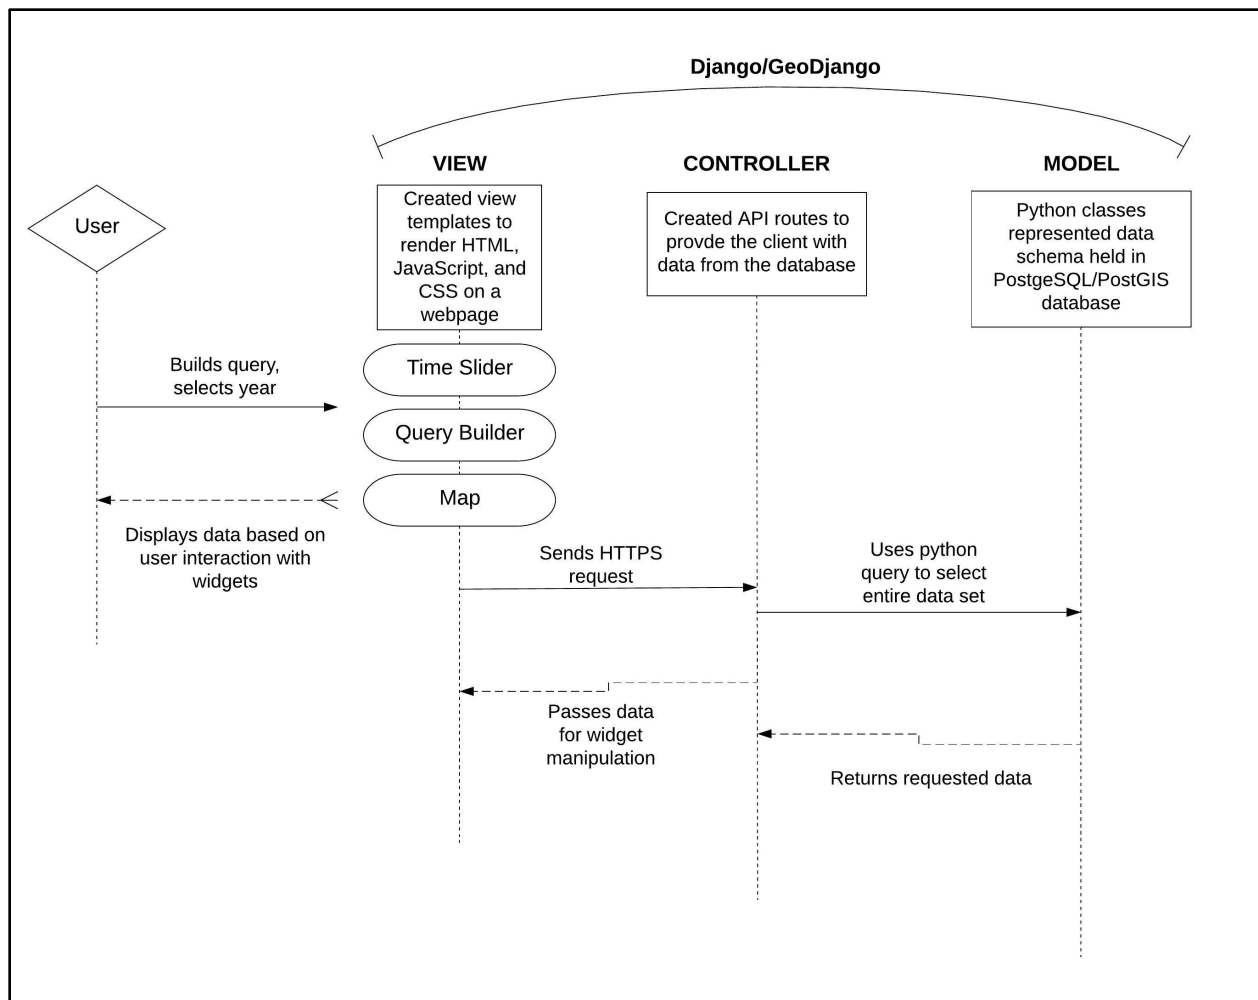 Django/GeoDjango
VIEW
CONTROLLER
MODEL
User
Created view
templates to
render HTML,
JavaScript, and
CSS on a
webpage
Created API routes to
provde the client with
data from the database
Python classes
represented data
schema held in
PostgeSQL/PostGIS
database
Time Slider
Query Builder
Map
Builds query,
selects year
Displays data based on
user interaction with
widgets
Sends HTTPS
request
Uses python
query to select
entire data set
Passes data
for widget
manipulation
Returns requested data